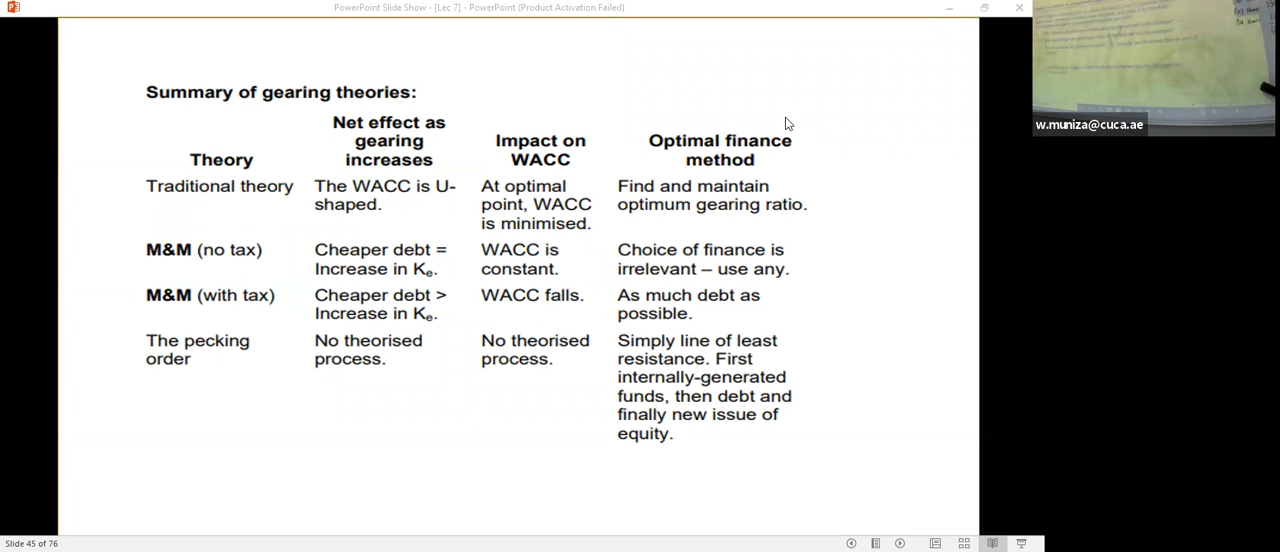 PowerPoint Slide Show - [Lec 7] - PowerPoint (Product Activation Failed)
w.muniza@cuca.ae
Summary of gearing theories:
Theory
Net effect as
gearing
increases
Impact on
WACC
Optimal finance
method
Traditional theory
The WACC is U-
shaped.
At optimal
point, WACC
is minimised.
Find and maintain
optimum gearing ratio.
M&M (no tax)
Cheaper debt =
Increase in Ke.
WACC is
constant.
Choice of finance is
irrelevant – use any.
M&M (with tax)
Cheaper debt >
Increase in Ke.
WACC falls.
As much debt as
possible.
The pecking
order
No theorised
process.
No theorised
process.
Simply line of least
resistance. First
internally-generated
funds, then debt and
finally new issue of
equity.
Slide 45 of 76